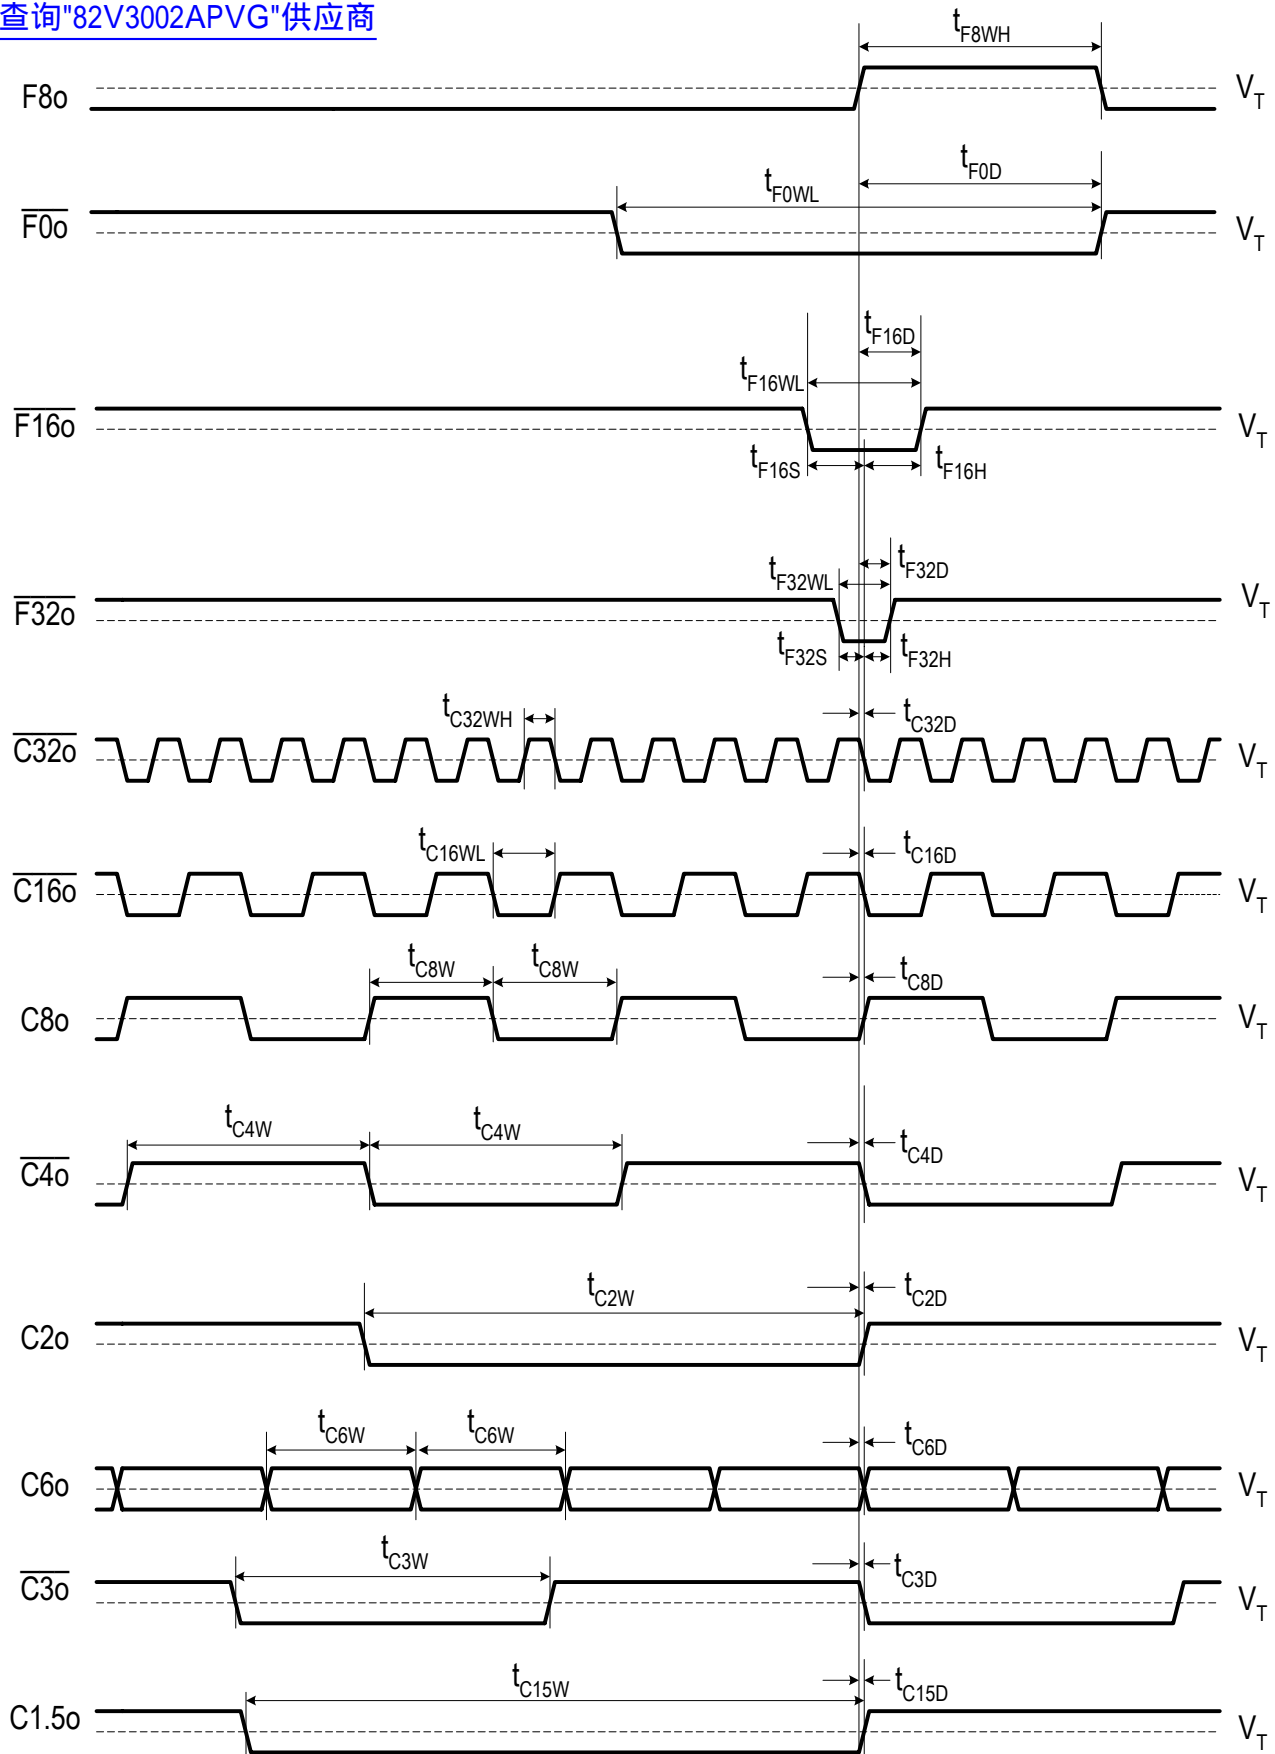 查询"82V3002APVG"供应商
tF8WH
F8o VT
tF0D
tF0WL
F0o VT
tF16D
tF16WL
F16o VT
tF16S tF16H
tF32D
tF32WL
F32o VT
tF32S tF32H
tC32WH tC32D
C32o VT
tC16WL tC16D
C16o VT
tC8W tC8W tC8D
C8o VT
tC4W tC4W tC4D
C4o VT
tC2W tC2D
C2o VT
tC6W tC6W tC6D
C6o VT
tC3W tC3D
C3o VT
tC15W tC15D
C1.5o VT